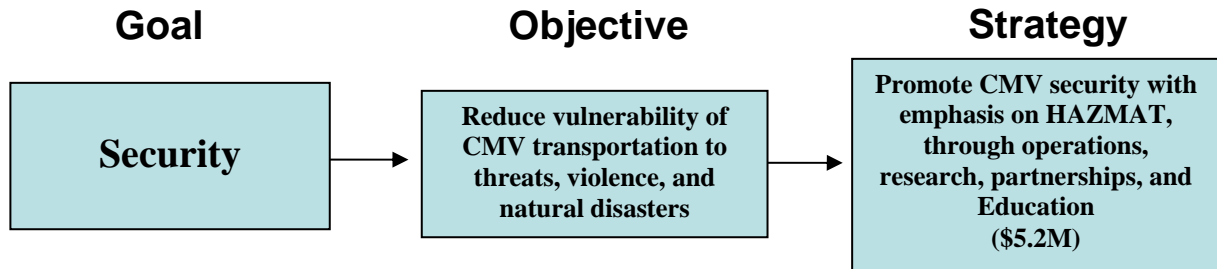 Goal
Objective
Strategy
Security
Reduce vulnerability of
CMV transportation to
threats, violence, and
natural disasters
Promote CMV security with
emphasis on HAZMAT,
through operations,
research, partnerships, and
Education
($5.2M)